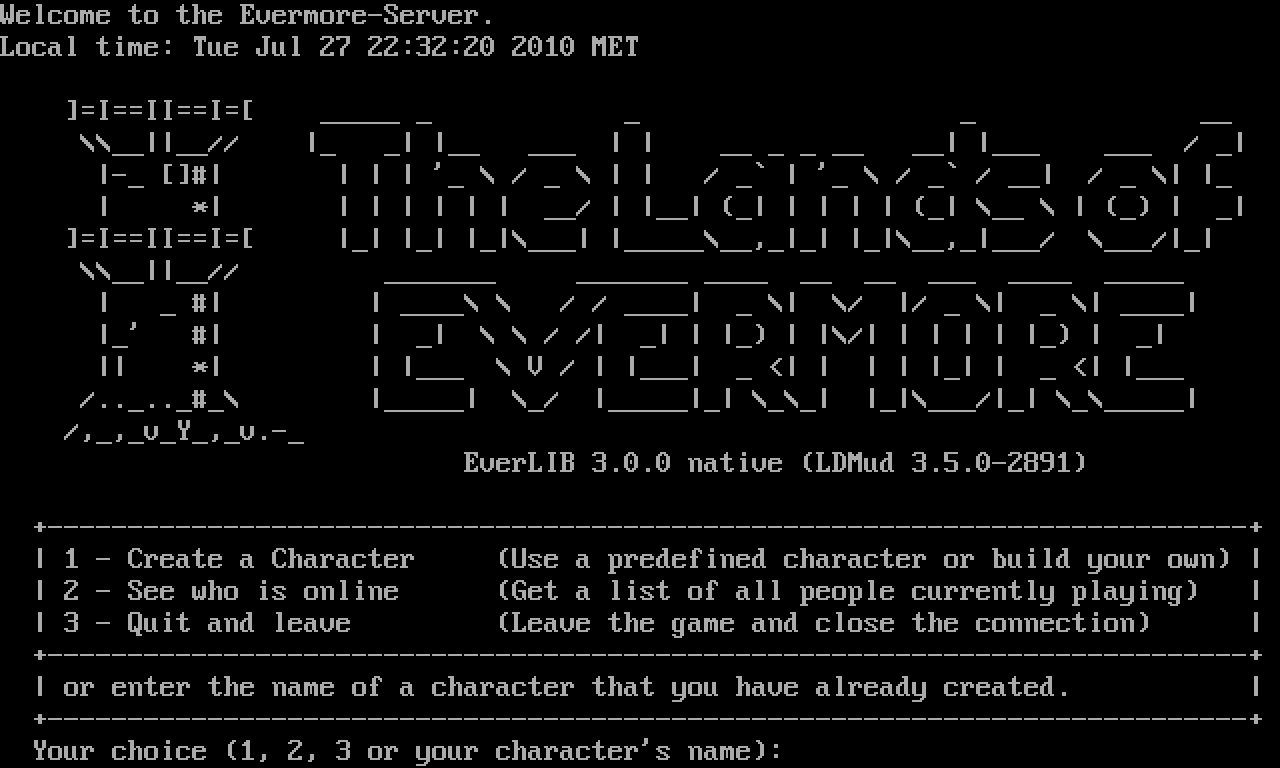 Welcome to the Evermore-Server.
Local time: Tue Jul 27 22:32:20 2010 MET
The Lands of
EVERMORE
EverLIB 3.0.0 native (LDMud 3.5.0-2891)
1 - Create a Character (Use a predefined character or build your own)
2 - See who is online (Get a list of all people currently playing)
3 - Quit and leave (Leave the game and close the connection)
or enter the name of a character that you have already created.
Your choice (1, 2, 3 or your character's name):